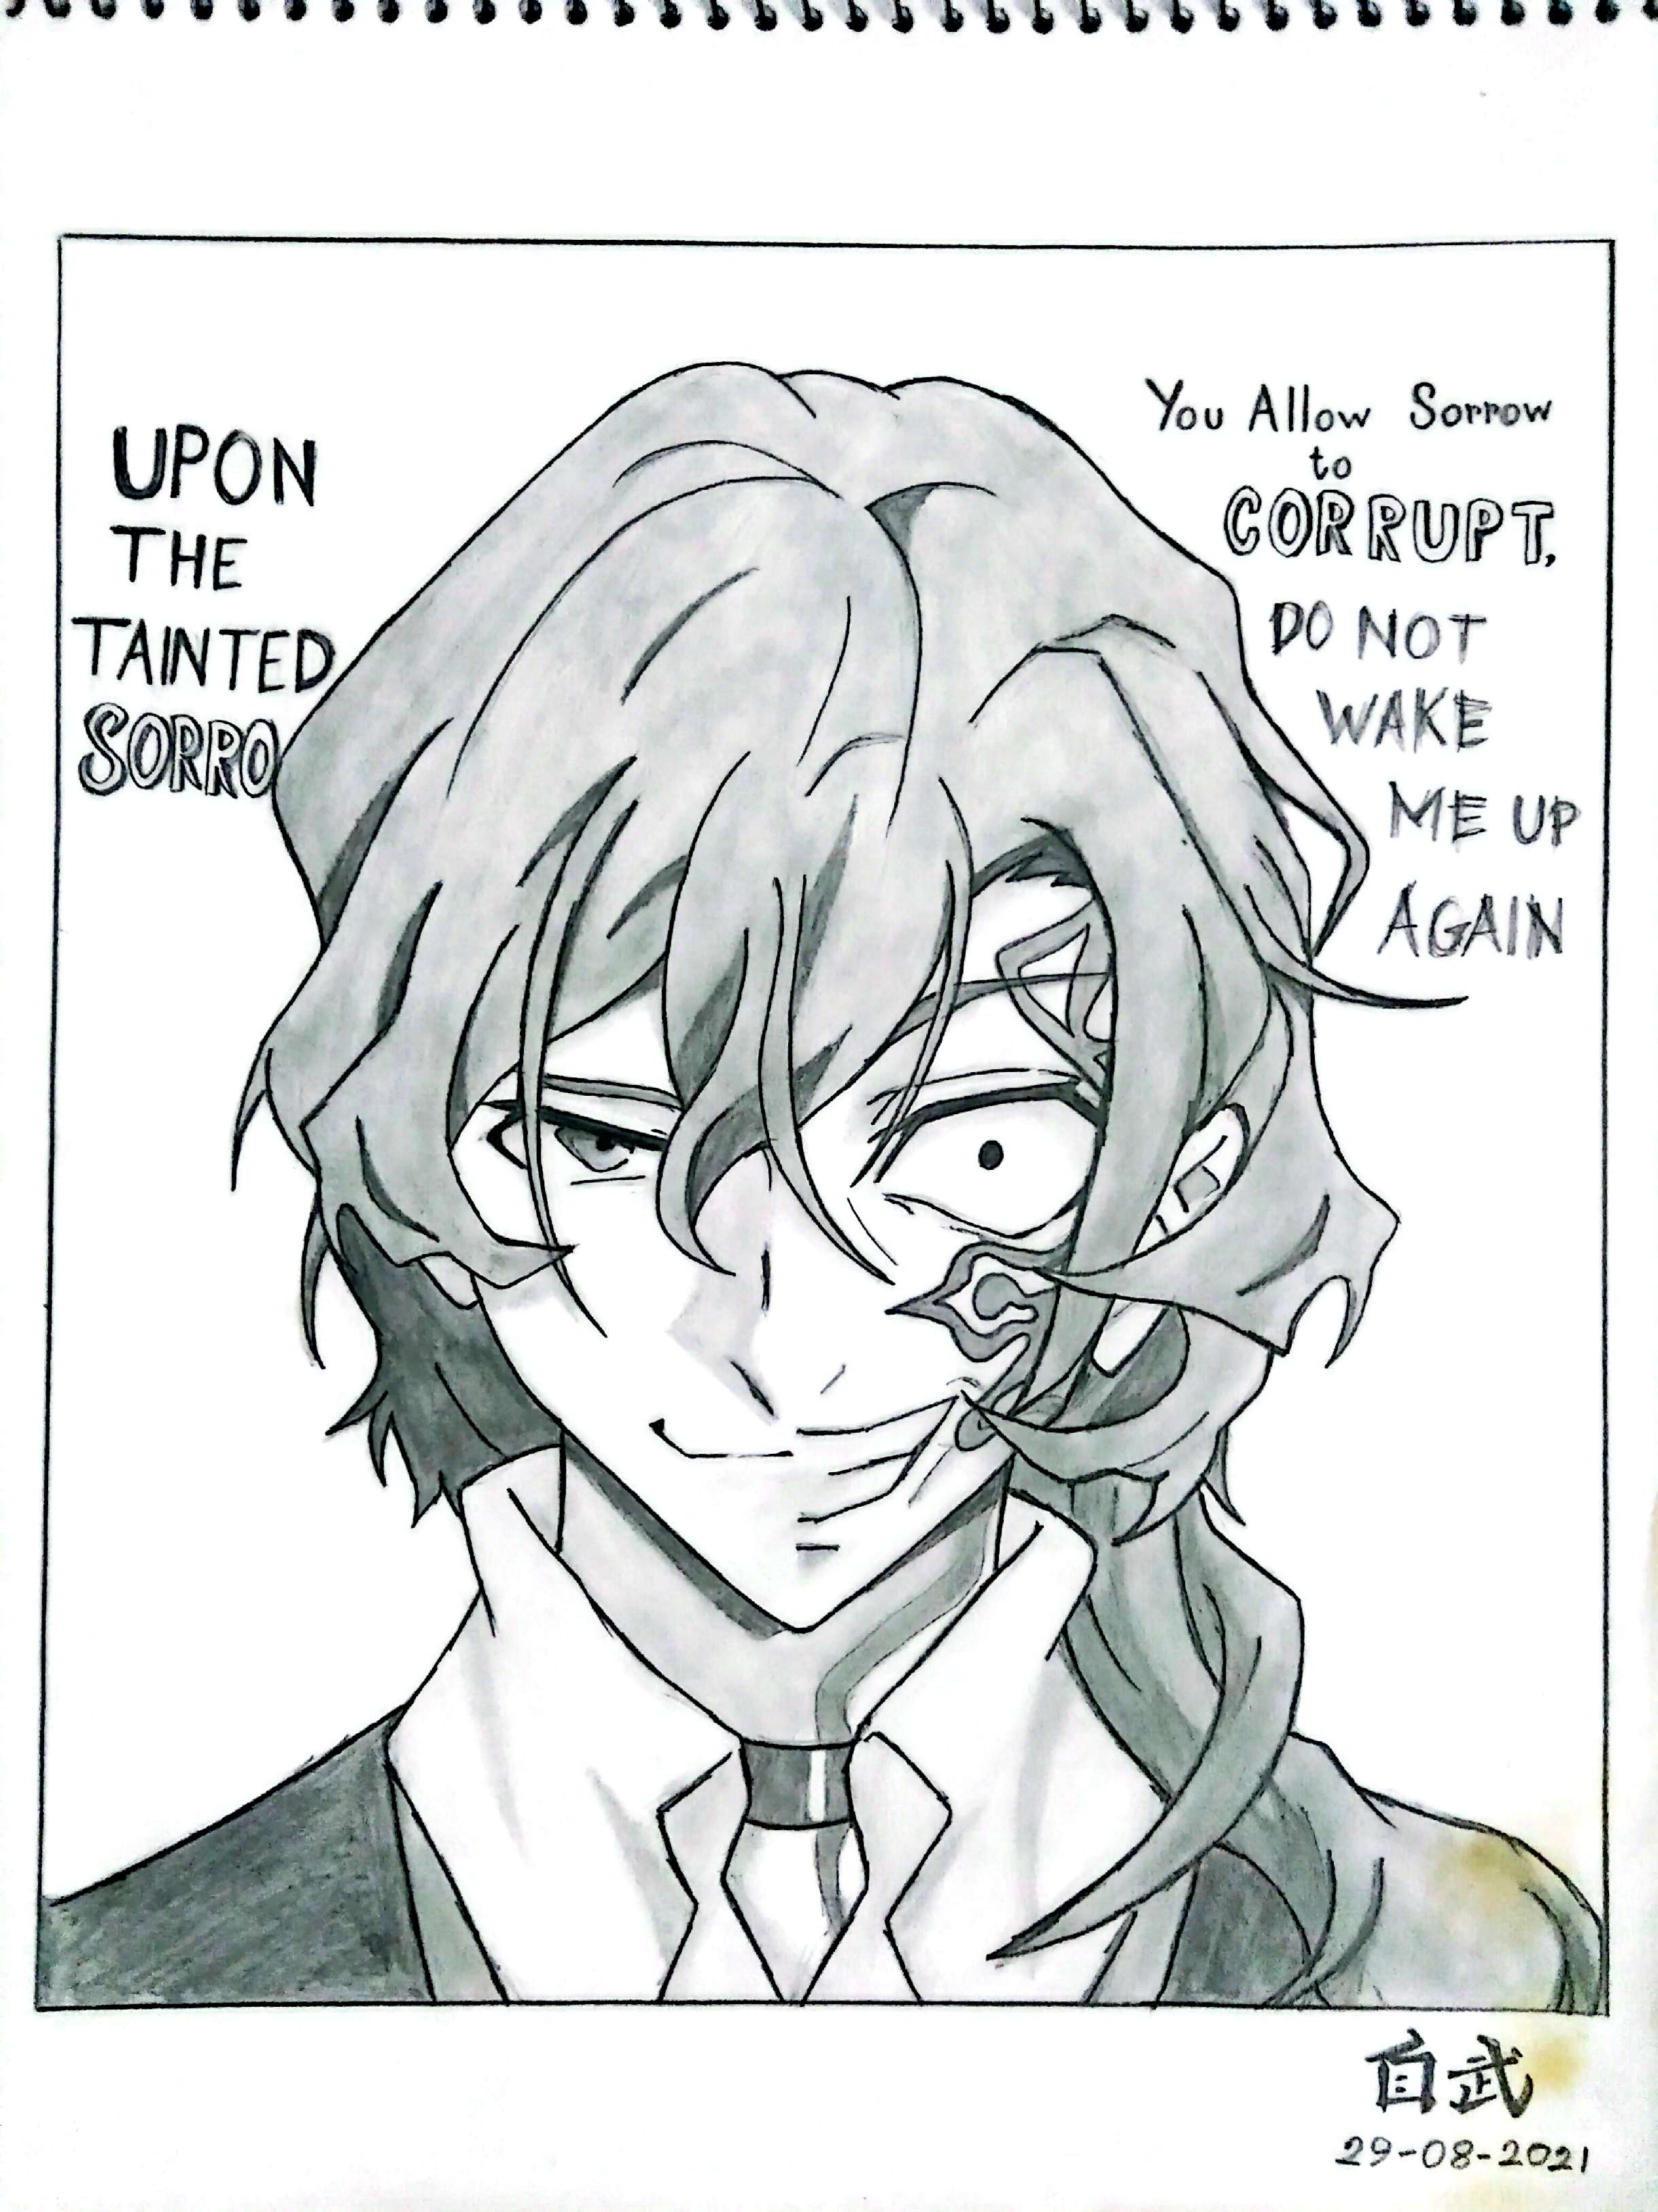 UPON
THE
TAINTED
SORRO
You Allow Sorrow
to
CORRUPT,
DO NOT
WAKE
ME UP
AGAIN
白武
29-08-2021